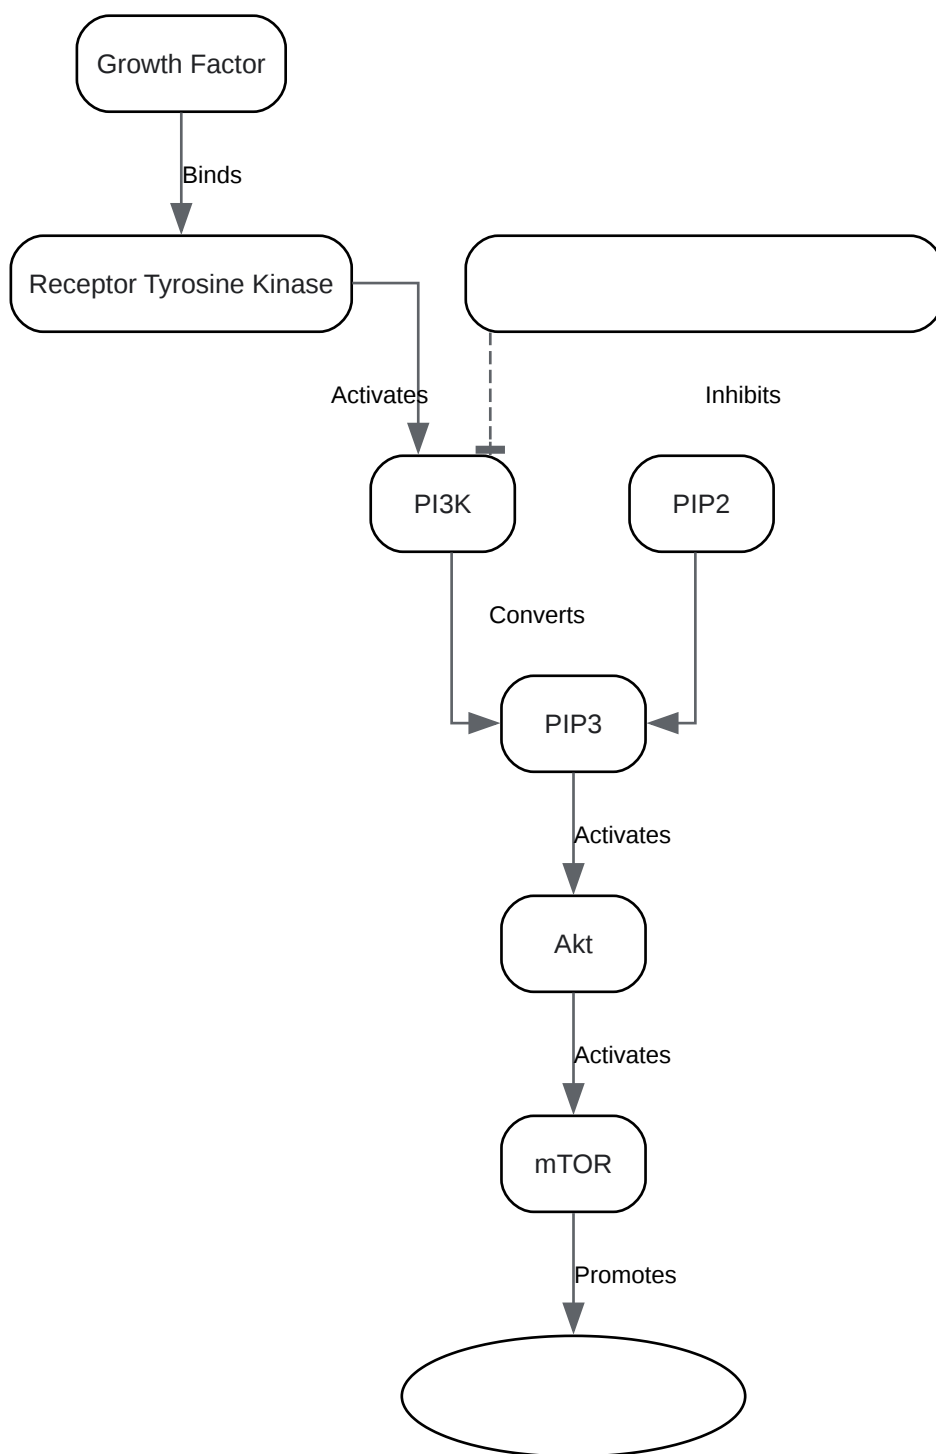 Growth Factor
Binds
Receptor Tyrosine Kinase
Activates
Inhibits
PI3K
PIP2
Converts
PIP3
Activates
Akt
Activates
mTOR
Promotes